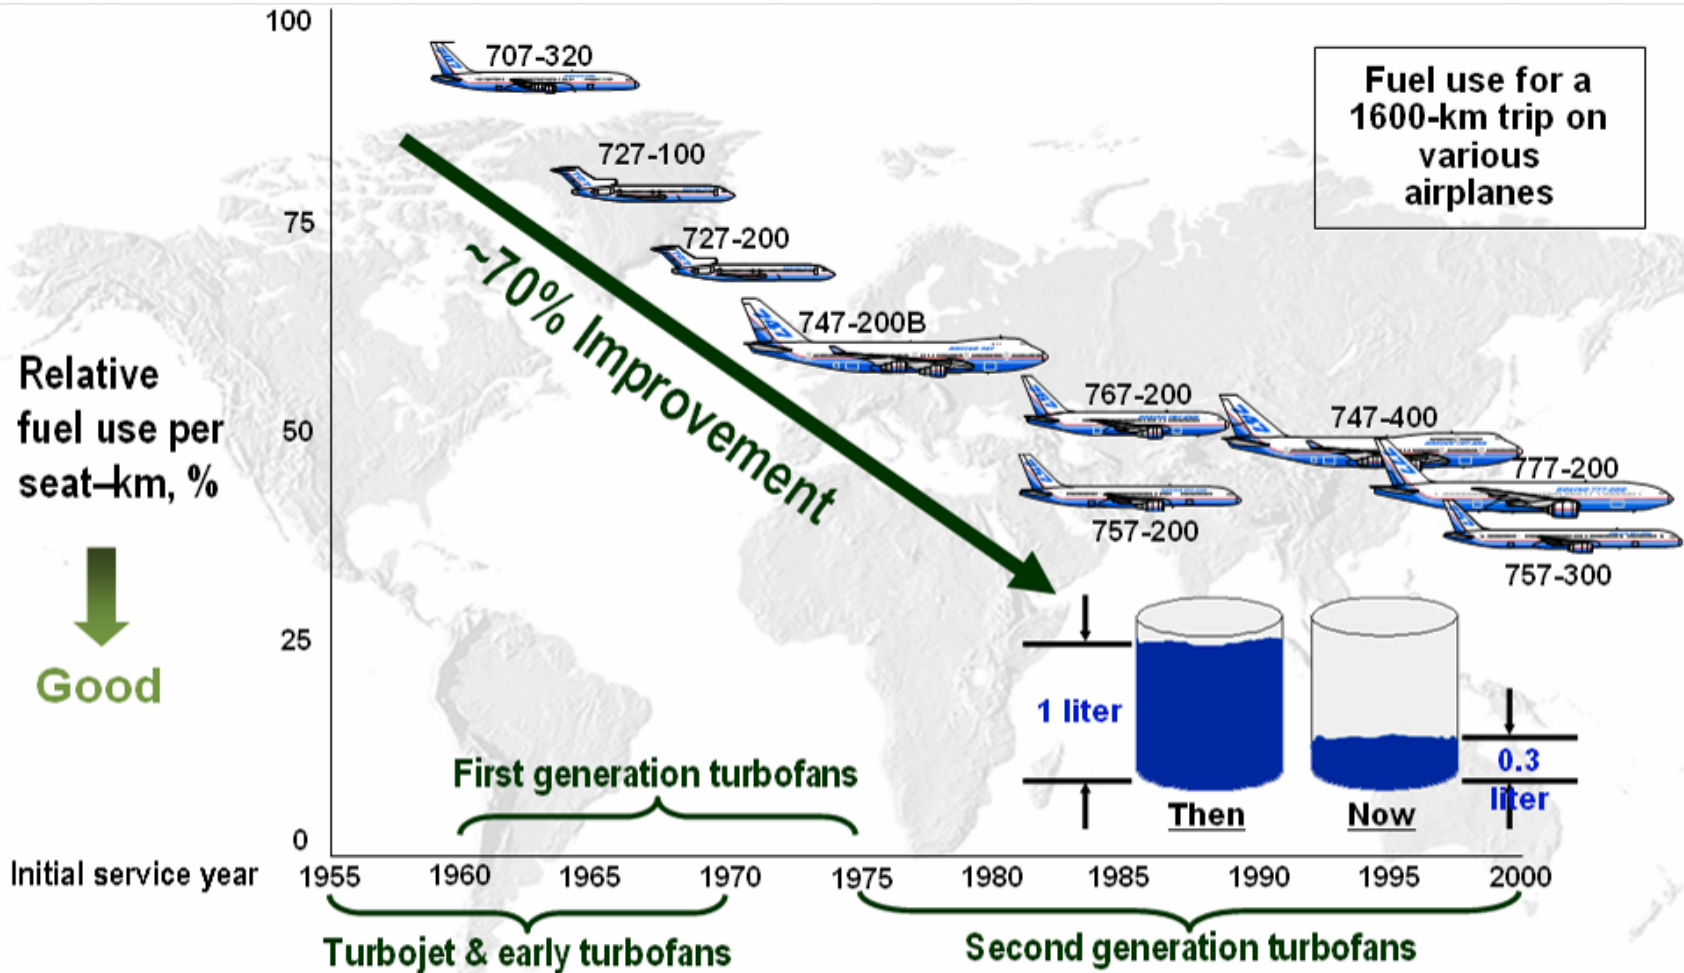 100
707-320
Fuel use for a
1600-km trip on
various
airplanes
727-100
75
727-200
~70% Improvement
747-200B
747
Relative
fuel use per
seat–km, %
767-200
747-400
747
50
777-200
777
757-200
757-300
25
Good
1 liter
0.3
liter
First generation turbofans
Then
Now
0
Initial service year
1955
1960
1965
1970
1975
1980
1985
1990
1995
2000
Turbojet & early turbofans
Second generation turbofans